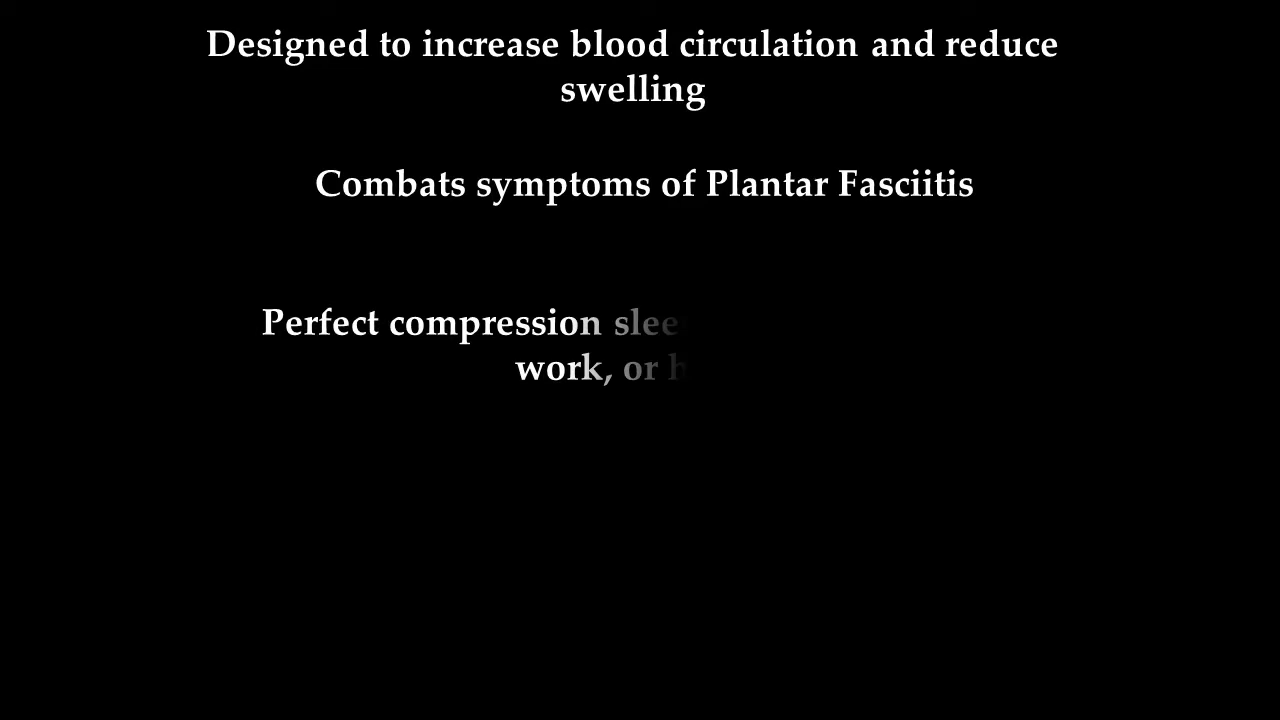 Designed to increase blood circulation and reduce
swelling
Combats symptoms of Plantar Fasciitis
Perfect compression
work, or